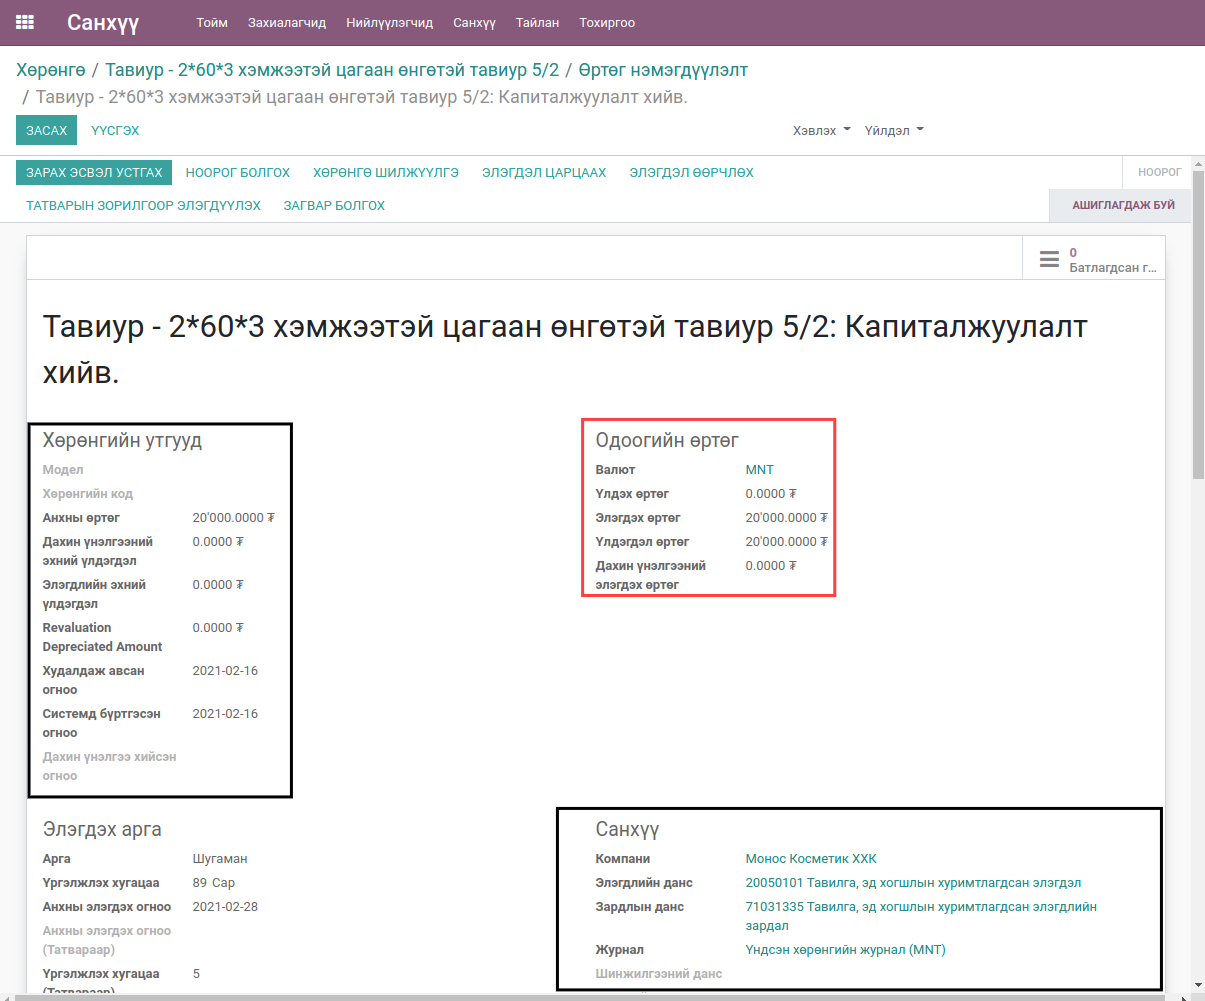 Санхүү Тойм Захиалагчид Нийлүүлэгчид Санхүү Тайлан Тохиргоо
Хөрөнгө / Тавиур - 2*60*3 хэмжээтэй цагаан өнгөтэй тавиур 5/2 / Өртөг нэмэгдүүлэлт
/ Тавиур - 2*60*3 хэмжээтэй цагаан өнгөтэй тавиур 5/2: Капиталжуулалт хийв.
ЗАСАХ ҮҮСГЭХ Хэвлэх Үйлдэл
ЗАРАХ ЭСВЭЛ УСТГАХ НООРОГ БОЛГОХ ХӨРӨНГӨ ШИЛЖҮҮЛГЭ ЭЛЭГДЭЛ ЦАРЦААХ ЭЛЭГДЭЛ ӨӨРЧЛӨХ НООРОГ
ТАТВАРЫН ЗОРИЛГООР ЭЛЭГДҮҮЛЭХ ЗАГВАР БОЛГОХ АШИГЛАГДАЖ БУЙ
0
Батлагдсан г...
Тавиур - 2*60*3 хэмжээтэй цагаан өнгөтэй тавиур 5/2: Капиталжуулалт
хийв.
Хөрөнгийн утгууд
Модел
Хөрөнгийн код
Анхны өртөг 20'000.0000 ₮
Дахин үнэлгээний 0.0000 ₮
эхний үлдэгдэл
Элэгдлийн эхний 0.0000 ₮
үлдэгдэл
Revaluation 0.0000 ₮
Depreciated Amount
Худалдаж авсан 2021-02-16
огноо
Системд бүртгэсэн 2021-02-16
огноо
Дахин үнэлгээ хийсэн
огноо
Одоогийн өртөг
Валют MNT
Үлдэх өртөг 0.0000 ₮
Элэгдэх өртөг 20'000.0000 ₮
Үлдэгдэл өртөг 20'000.0000 ₮
Дахин үнэлгээний 0.0000 ₮
элэгдэх өртөг
Элэгдэх арга
Арга Шугаман
Үргэлжлэх хугацаа 89 Сар
Анхны элэгдэх огноо 2021-02-28
Анхны элэгдэх огноо
(Татвараар)
Үргэлжлэх хугацаа 5
(Татвараар)
Санхүү
Компани Монос Косметик ХХК
Элэгдлийн данс 20050101 Тавилга, эд хогшлын хуримтлагдсан элэгдэл
Зардлын данс 71031335 Тавилга, эд хогшлын хуримтлагдсан элэгдлийн
зардал
Журнал Үндсэн хөрөнгийн журнал (MNT)
Шинжилгээний данс